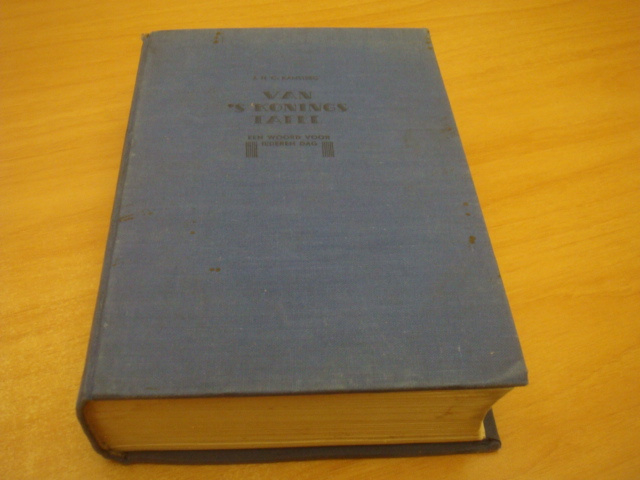 VAN
'S KONINGS
TAFEL
EEN WOORD VOOR
IEDEREN DAG